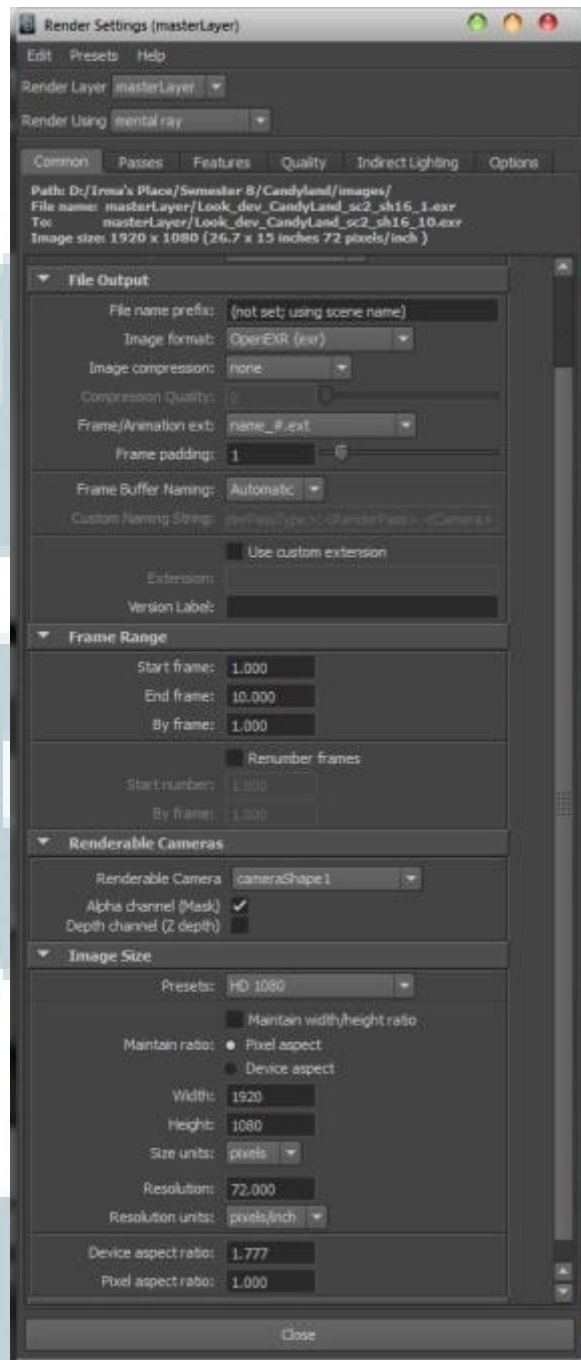 Render Settings (masterLayer)
Edit Presets Help
Render Layer masterLayer
Render Using mental ray
Common Passes Features Quality Indirect Lighting Options
Path: D:/Irma's Place/Semester 8/Candyland/images/
File name: masterLayer/Look_dev_CandyLand_sc2_sh16_1.exr
To: masterLayer/Look_dev_CandyLand_sc2_sh16_10.exr
Image size: 1920 x 1080 (26.7 x 15 inches 72 pixels/inch )
File Output
File name prefix: (not set; using scene name)
Image format: OpenEXR (exr)
Image compression: none
Compression Quality: 0
Frame/Animation ext: name_#.ext
Frame padding: 1
Frame Buffer Naming: Automatic
Custom Naming String: <RenderPass>.<Camera>
Use custom extension
Extension:
Version Label:
Frame Range
Start frame: 1.000
End frame: 10.000
By frame: 1.000
Renumber frames
Start number: 1.000
By frame: 1.000
Renderable Cameras
Renderable Camera cameraShape1
Alpha channel (Mask)
Depth channel (Z depth)
Image Size
Presets: HD 1080
Maintain width/height ratio
Maintain ratio: Pixel aspect
Device aspect
Width: 1920
Height: 1080
Size units: pixels
Resolution: 72.000
Resolution units: pixels/inch
Device aspect ratio: 1.777
Pixel aspect ratio: 1.000
Close